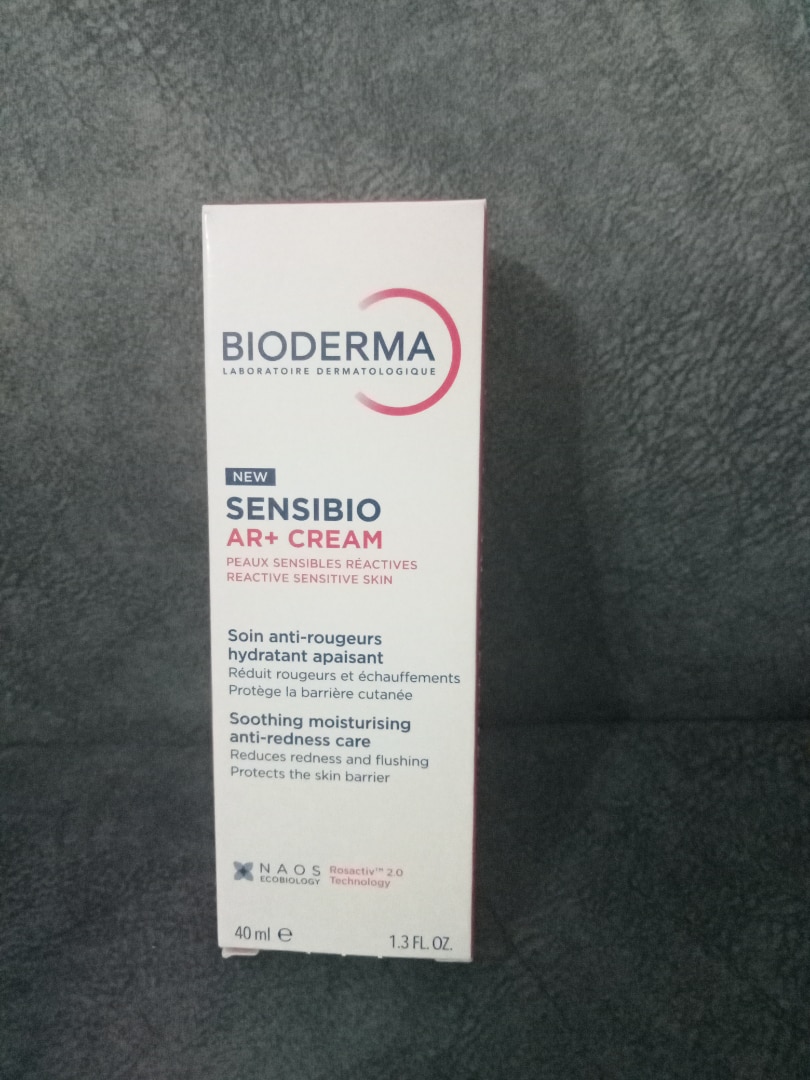 BIODERMA
LABORATOIRE DERMATOLOGIQUE
NEW
SENSIBIO
AR+ CREAM
PEAUX SENSIBLES RÉACTIVES
REACTIVE SENSITIVE SKIN
Soin anti-rougeurs
hydratant apaisant
Réduit rougeurs et échauffements
Protège la barrière cutanée
Soothing moisturising
anti-redness care
Reduces redness and flushing
Protects the skin barrier
NAOS
ECOBIOLOGY
Rosactiv™ 2.0
Technology
40 ml ℮
1.3 FL. OZ.